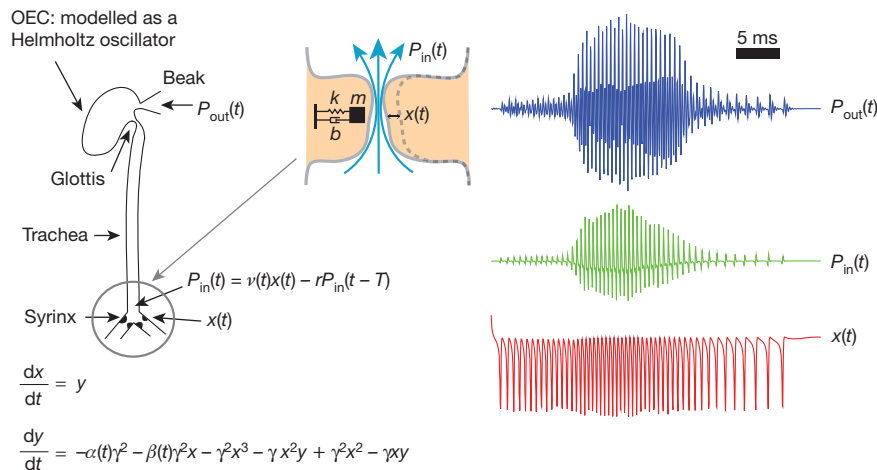 OEC: modelled as a
Helmholtz oscillator
Beak
P_out(t)
Glottis
Trachea
P_in(t) = ν(t)x(t) – rP_in(t – T)
Syrinx
x(t)
dx/dt = y
dy/dt = –α(t)γ² – β(t)γ²x – γ²x³ – γ x²y + γ²x² – γxy
P_in(t)
k
m
b
x(t)
5 ms
P_out(t)
P_in(t)
x(t)